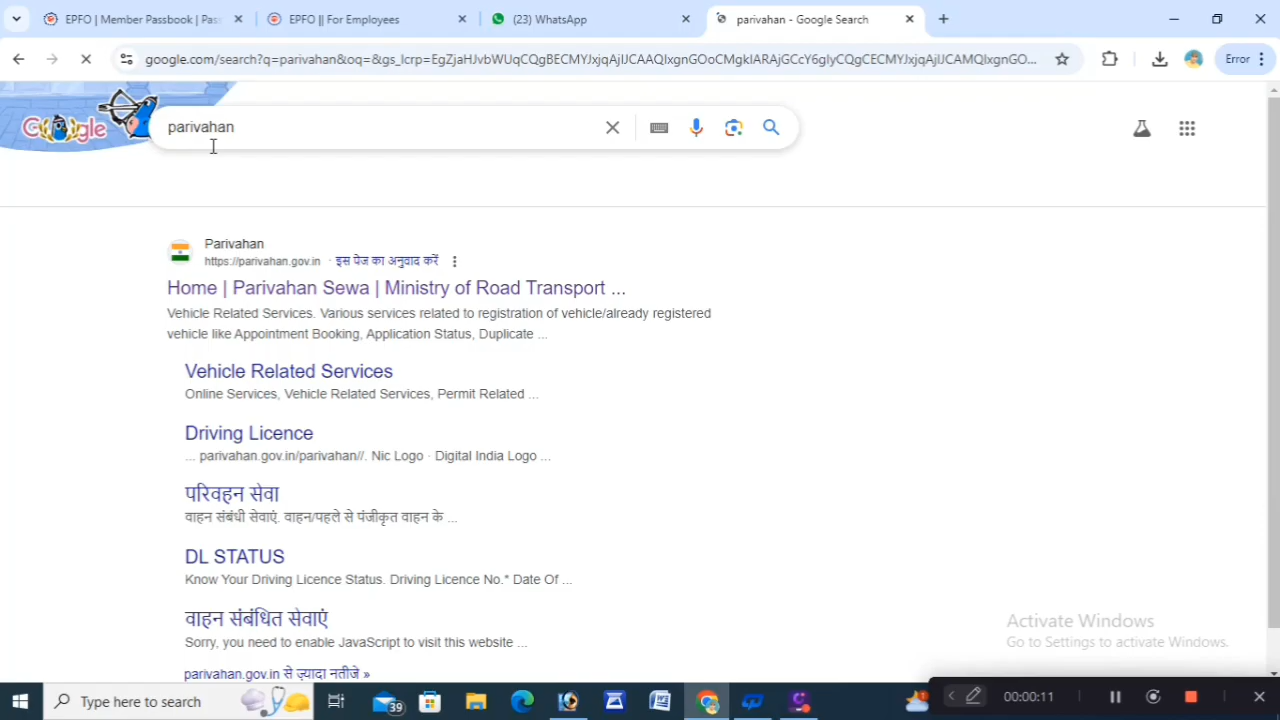 EPFO | Member Passbook | Pas
EPFO || For Employees
(23) WhatsApp
parivahan - Google Search
google.com/search?q=parivahan&oq=&gs_lcrp=EgZjaHJvbWUqCQgBECMYJxjqAjIJCAAQIxgnGOoCMgkIARAjGCcY6gIyCQgCECMYJxjqAjIJCAMQIxgnGO...
Error
Google
parivahan
Parivahan
https://parivahan.gov.in · इस पेज का अनुवाद करें
Home | Parivahan Sewa | Ministry of Road Transport ...
Vehicle Related Services. Various services related to registration of vehicle/already registered
vehicle like Appointment Booking, Application Status, Duplicate ...
Vehicle Related Services
Online Services, Vehicle Related Services, Permit Related ...
Driving Licence
... parivahan.gov.in/parivahan//. Nic Logo · Digital India Logo ...
परिवहन सेवा
वाहन संबंधी सेवाएं. वाहन/पहले से पंजीकृत वाहन के ...
DL STATUS
Know Your Driving Licence Status. Driving Licence No.* Date Of ...
वाहन संबंधित सेवाएं
Sorry, you need to enable JavaScript to visit this website ...
parivahan.gov.in से ज़्यादा नतीजे »
Activate Windows
Go to Settings to activate Windows.
Type here to search
39
00:00:11